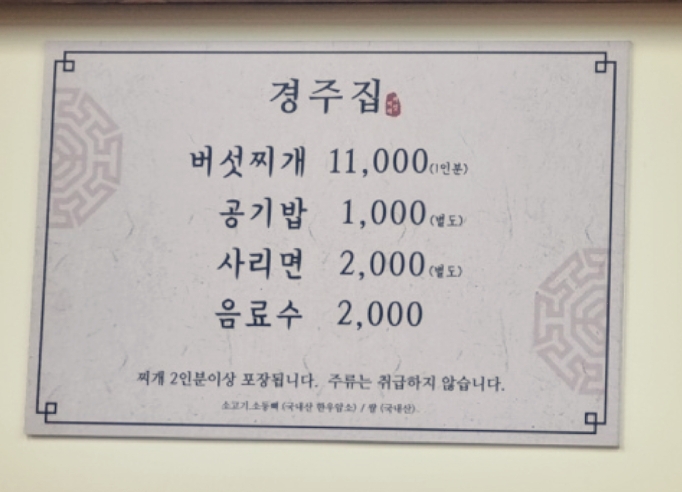 경주집
버섯찌개 11,000(1인분)
공기밥 1,000(별도)
사리면 2,000(별도)
음료수 2,000
찌개 2인분이상 포장됩니다. 주류는 취급하지 않습니다.
소고기.소등뼈 (국내산 한우암소) / 쌀 (국내산)